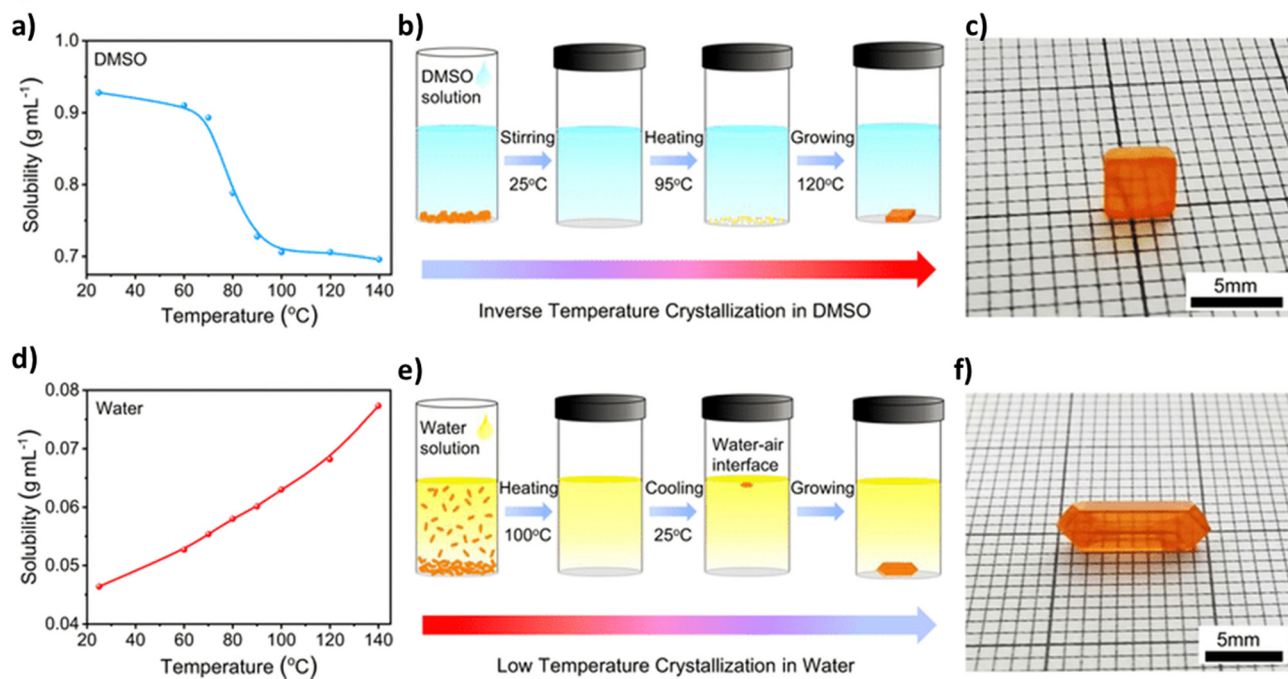 a)
1.0
0.9
0.8
0.7
Solubility (g mL⁻¹)
DMSO
20 40 60 80 100 120 140
Temperature (°C)
b)
DMSO
solution
Stirring
25°C
Heating
95°C
Growing
120°C
Inverse Temperature Crystallization in DMSO
c)
5mm
d)
0.08
0.07
0.06
0.05
0.04
Solubility (g mL⁻¹)
Water
20 40 60 80 100 120 140
Temperature (°C)
e)
Water
solution
Heating
100°C
Cooling
25°C
Water-air
interface
Growing
Low Temperature Crystallization in Water
f)
5mm